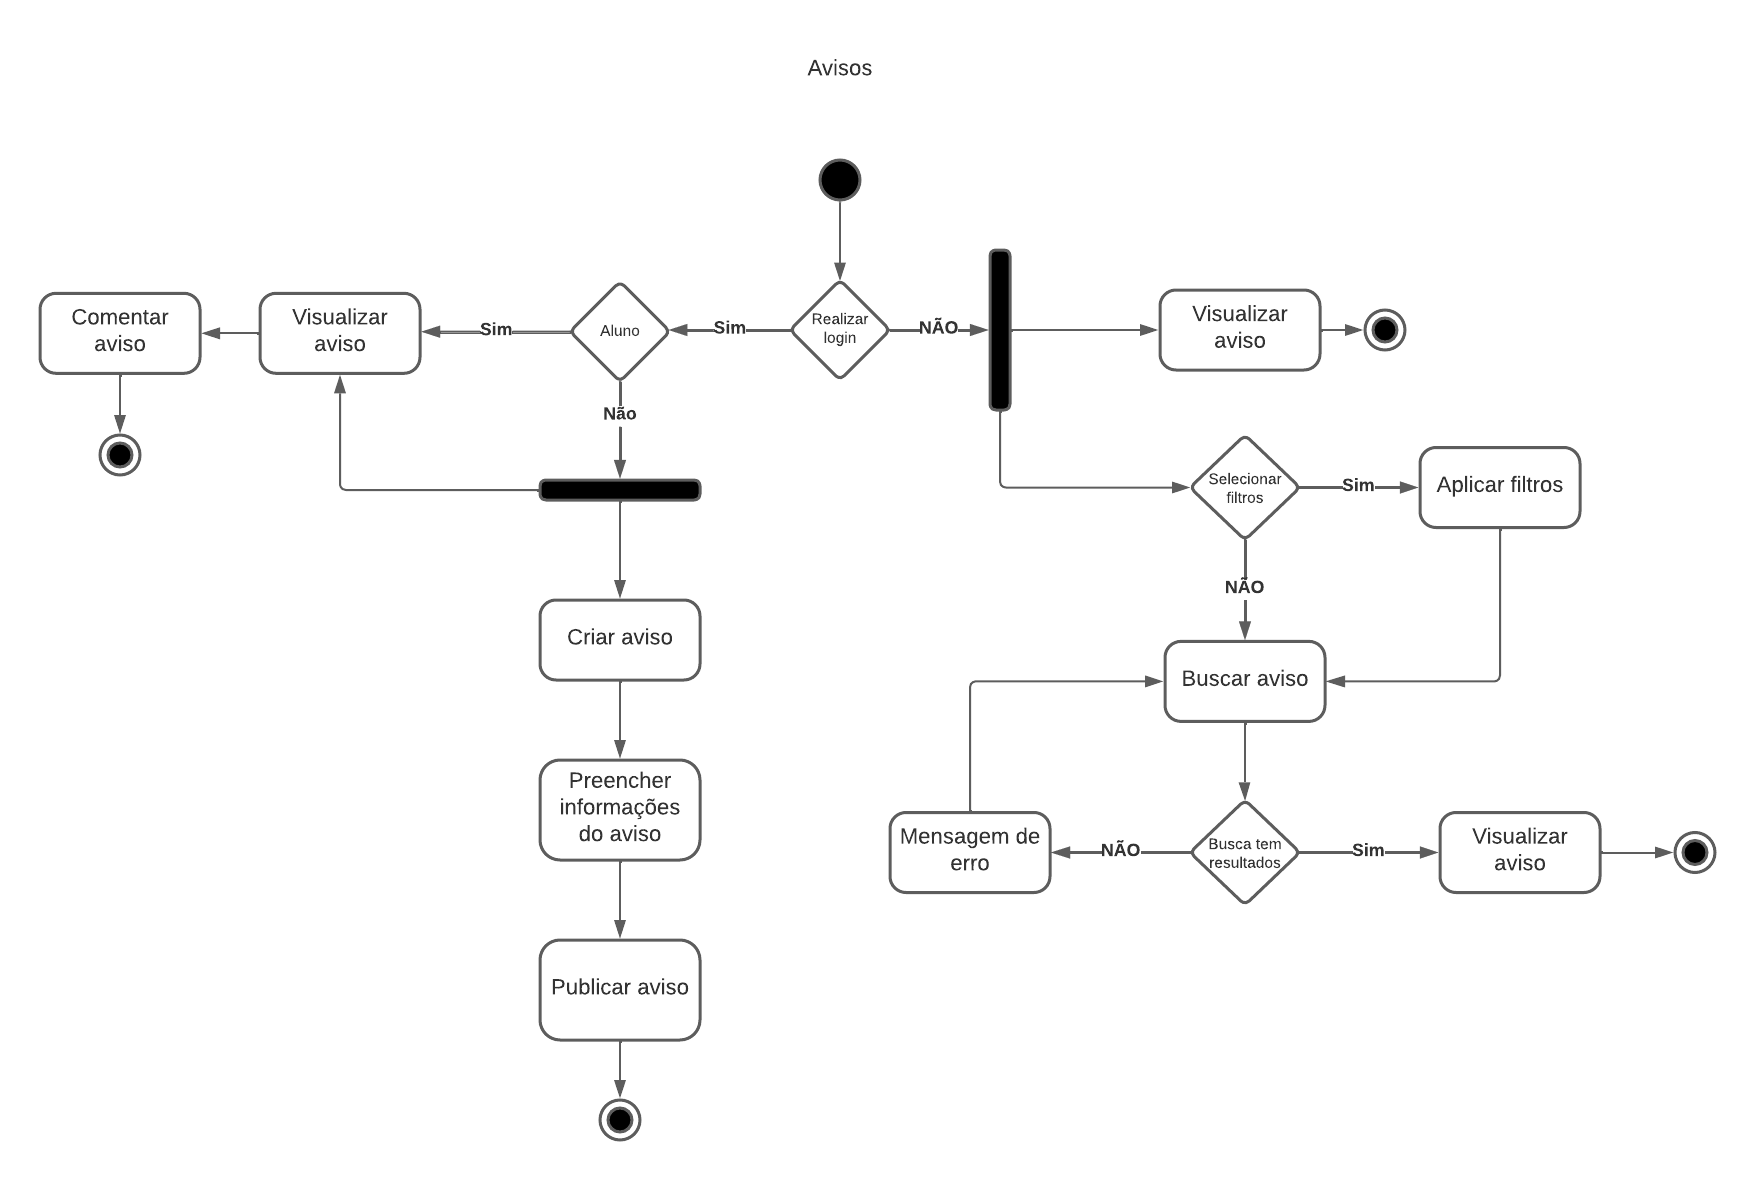 Avisos
Comentar
aviso
Visualizar
aviso
Sim
Aluno
Sim
Realizar
login
NÃO
Visualizar
aviso
Não
Selecionar
filtros
Sim
Aplicar filtros
NÃO
Criar aviso
Buscar aviso
Preencher
informações
do aviso
Mensagem de
erro
NÃO
Busca tem
resultados
Sim
Visualizar
aviso
Publicar aviso